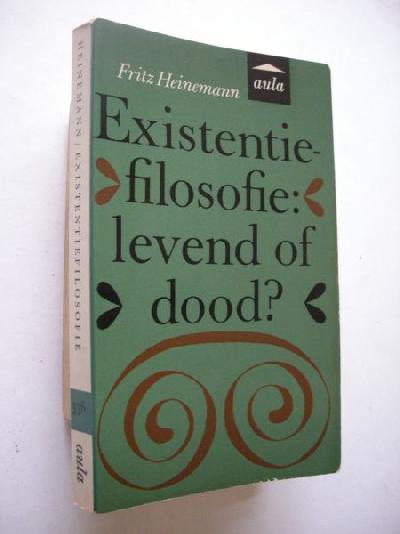 Fritz Heinemann
aula
Existentie-
filosofie:
levend of
dood?
HEINEMANN / EXISTENTIEFILOSOFIE
aula